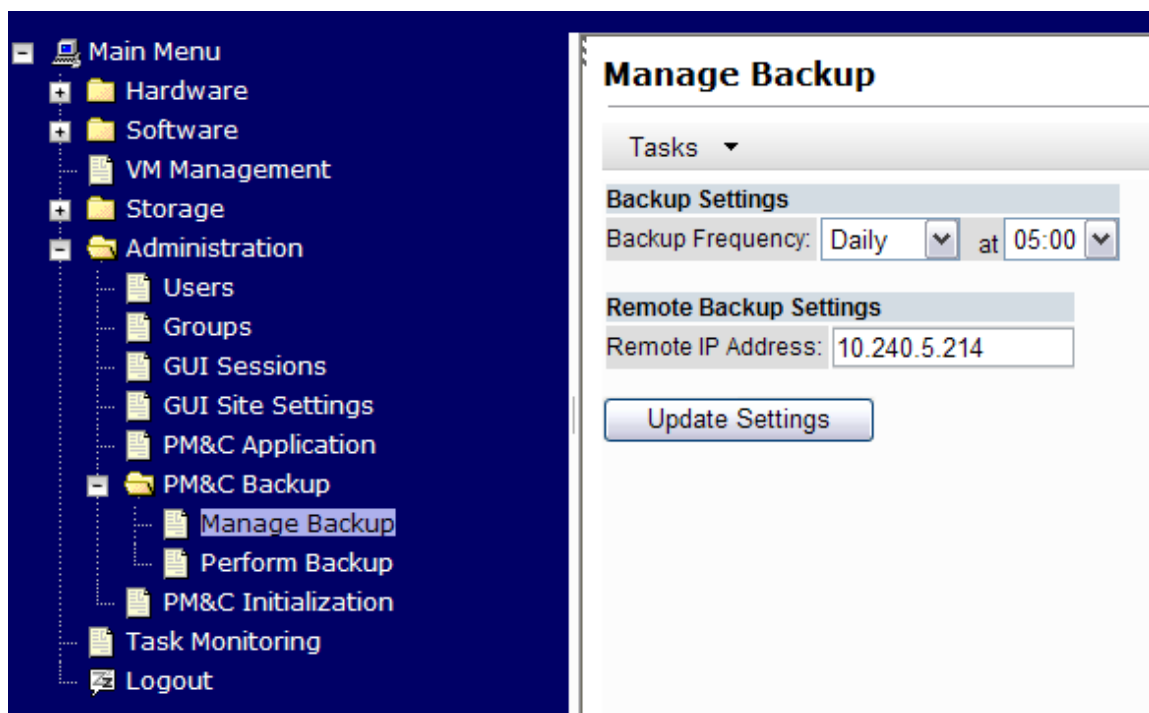 Main Menu
Hardware
Software
VM Management
Storage
Administration
Users
Groups
GUI Sessions
GUI Site Settings
PM&C Application
PM&C Backup
Manage Backup
Perform Backup
PM&C Initialization
Task Monitoring
Logout
Manage Backup
Tasks
Backup Settings
Backup Frequency: Daily at 05:00
Remote Backup Settings
Remote IP Address: 10.240.5.214
Update Settings